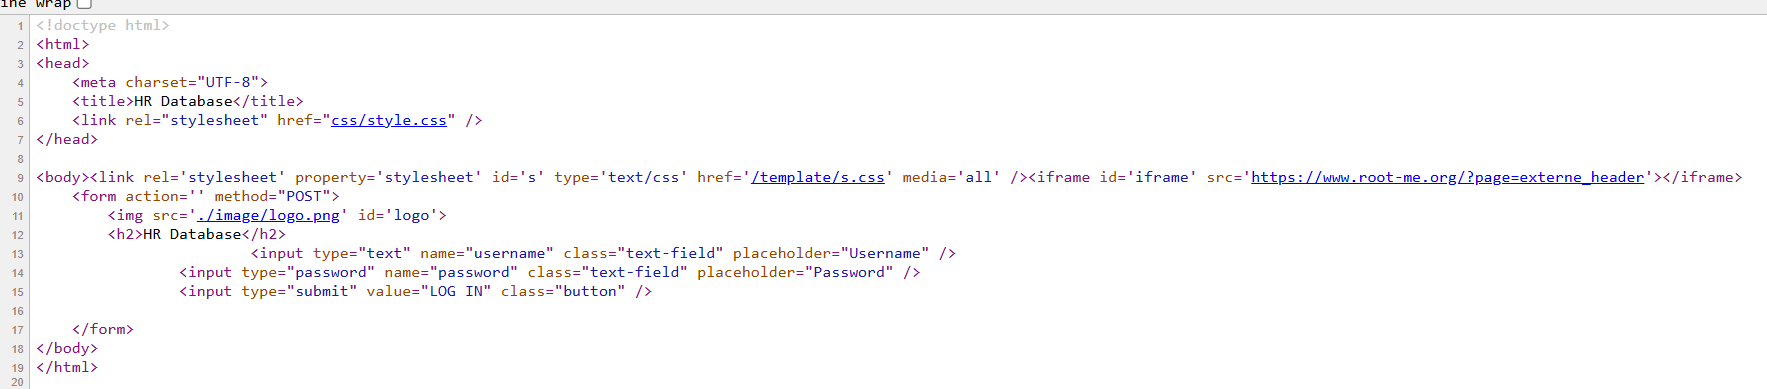 ine wrap
1 <!doctype html>
2 <html>
3 <head>
4     <meta charset="UTF-8">
5     <title>HR Database</title>
6     <link rel="stylesheet" href="css/style.css" />
7 </head>
8
9 <body><link rel='stylesheet' property='stylesheet' id='s' type='text/css' href='/template/s.css' media='all' /><iframe id='iframe' src='https://www.root-me.org/?page=externe_header'></iframe>
10     <form action='' method="POST">
11         <img src='./image/logo.png' id='logo'>
12         <h2>HR Database</h2>
13                         <input type="text" name="username" class="text-field" placeholder="Username" />
14                 <input type="password" name="password" class="text-field" placeholder="Password" />
15                 <input type="submit" value="LOG IN" class="button" />
16
17     </form>
18 </body>
19 </html>
20